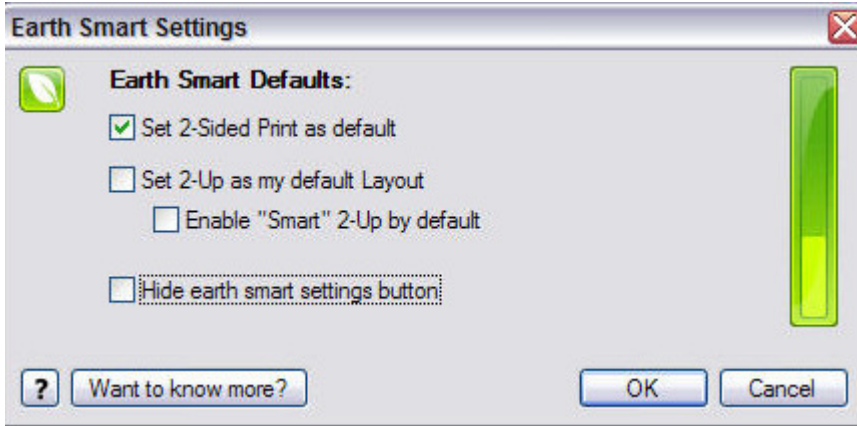 Earth Smart Settings
Earth Smart Defaults:
Set 2-Sided Print as default
Set 2-Up as my default Layout
Enable "Smart" 2-Up by default
Hide earth smart settings button
? Want to know more? OK Cancel